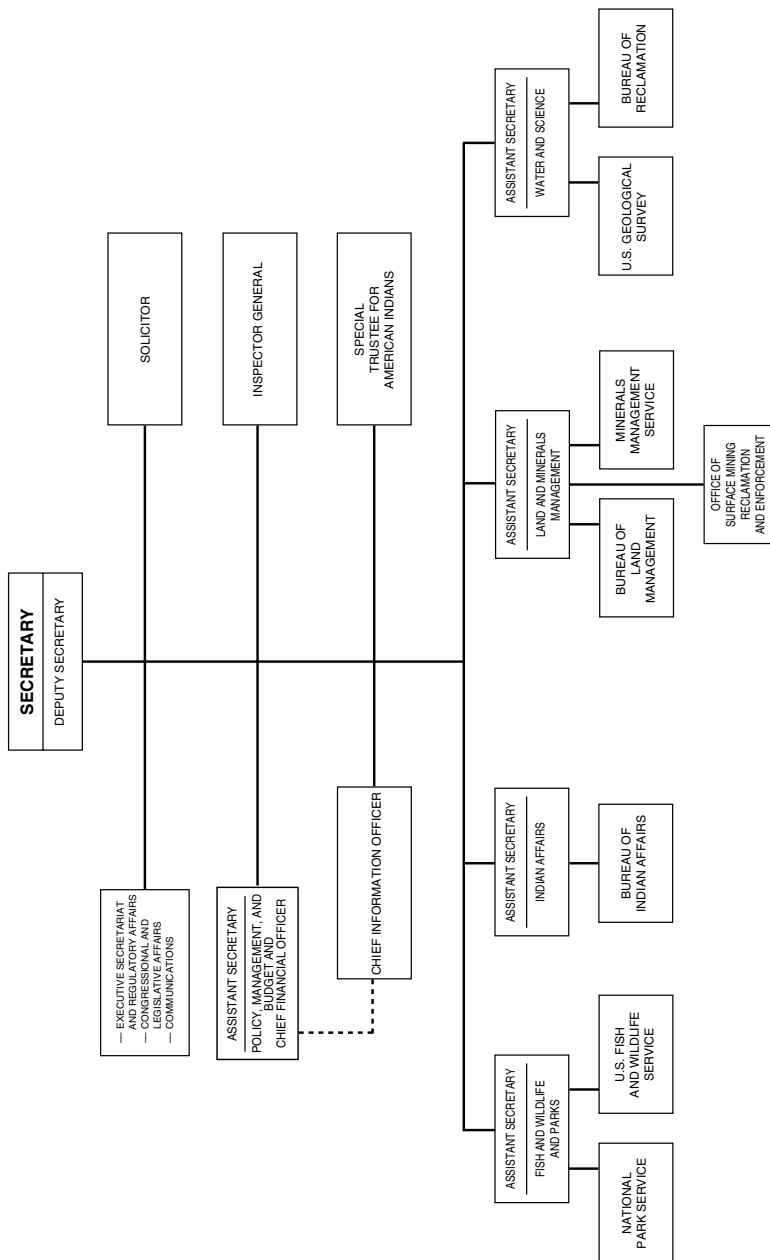 SECRETARY
DEPUTY SECRETARY
— EXECUTIVE SECRETARIAT
AND REGULATORY AFFAIRS
— CONGRESSIONAL AND
LEGISLATIVE AFFAIRS
— COMMUNICATIONS
SOLICITOR
ASSISTANT SECRETARY
POLICY, MANAGEMENT, AND
BUDGET AND
CHIEF FINANCIAL OFFICER
INSPECTOR GENERAL
CHIEF INFORMATION OFFICER
SPECIAL
TRUSTEE FOR
AMERICAN INDIANS
ASSISTANT SECRETARY
FISH AND WILDLIFE
AND PARKS
ASSISTANT SECRETARY
INDIAN AFFAIRS
ASSISTANT SECRETARY
LAND AND MINERALS
MANAGEMENT
ASSISTANT SECRETARY
WATER AND SCIENCE
NATIONAL
PARK SERVICE
U.S. FISH
AND WILDLIFE
SERVICE
BUREAU OF
INDIAN AFFAIRS
BUREAU OF
LAND
MANAGEMENT
MINERALS
MANAGEMENT
SERVICE
U.S. GEOLOGICAL
SURVEY
BUREAU OF
RECLAMATION
OFFICE OF
SURFACE MINING
RECLAMATION
AND ENFORCEMENT